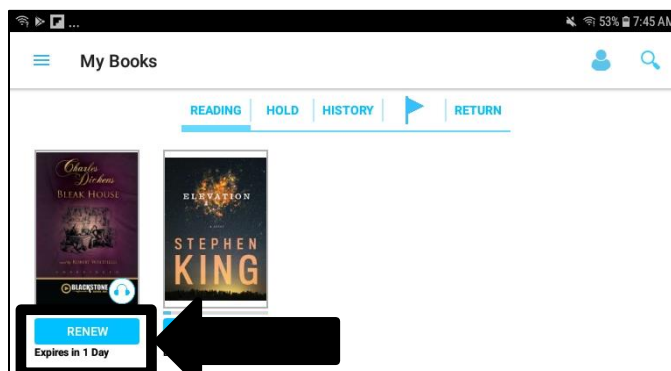 ...
53% 7:45 AM
My Books
READING HOLD HISTORY RETURN
Charles
Dickens
BLEAK HOUSE
BLACKSTONE
ELEVATION
STEPHEN
KING
RENEW
Expires in 1 Day